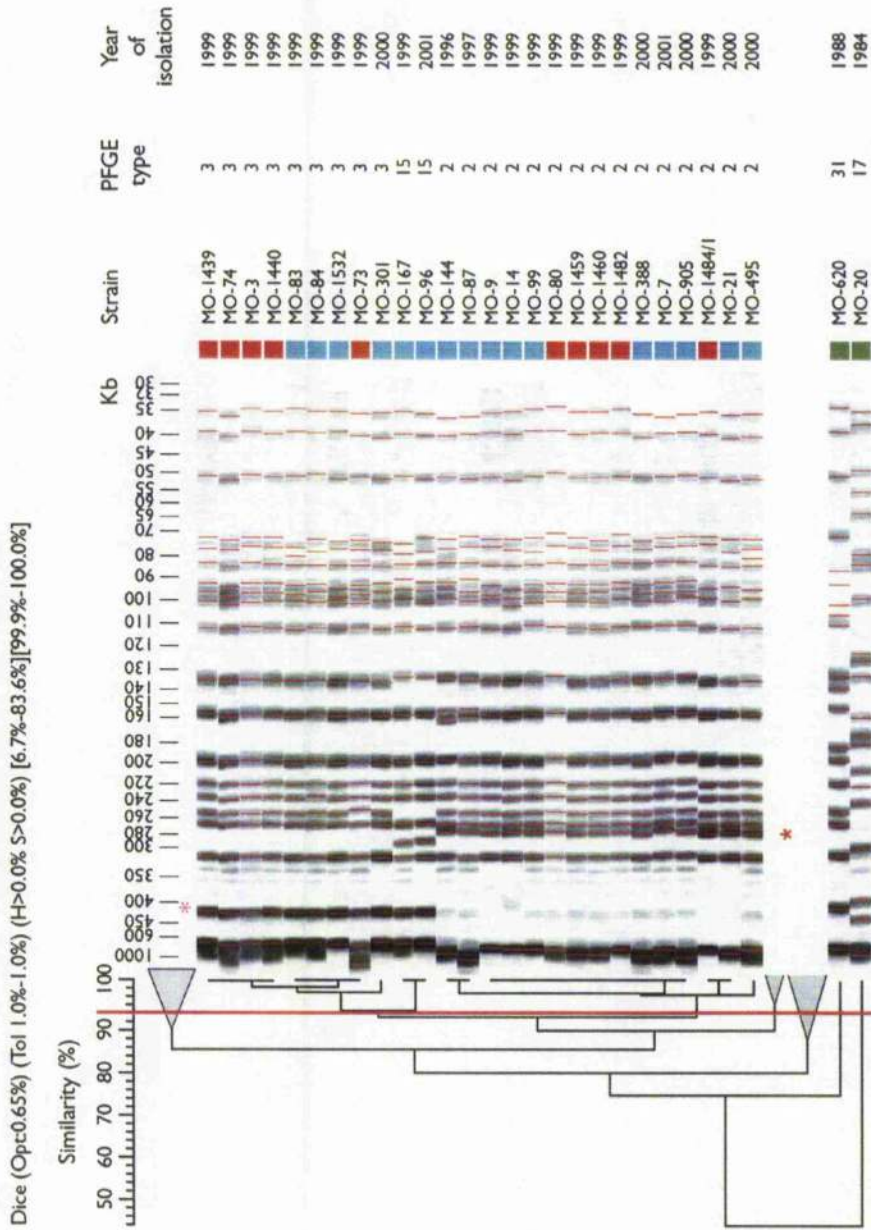 Dice (Opt:0.65%) (Tol 1.0%-1.0%) (H>0.0% S>0.0%) [6.7%-83.6%][99.9%-100.0%]
Similarity (%)
50 60 70 80 90 100
1000 600 450 400 350 300 280 260 240 220 200 180 160 150 140 130 120 110 100 90 80 70 65 60 55 50 45 40 35 32 30
Kb
Strain
PFGE type
Year of isolation
*
MO-1439 3 1999
MO-74 3 1999
MO-3 3 1999
MO-1440 3 1999
MO-83 3 1999
MO-84 3 1999
MO-1532 3 1999
MO-73 3 1999
MO-301 3 2000
MO-167 15 1999
MO-96 15 2001
MO-144 2 1996
MO-87 2 1997
MO-9 2 1999
MO-14 2 1999
MO-99 2 1999
MO-80 2 1999
MO-1459 2 1999
MO-1460 2 1999
MO-1482 2 1999
MO-388 2 2000
MO-7 2 2001
MO-905 2 2000
MO-1484/1 2 1999
MO-21 2 2000
MO-495 2 2000
*
MO-620 31 1988
MO-20 17 1984